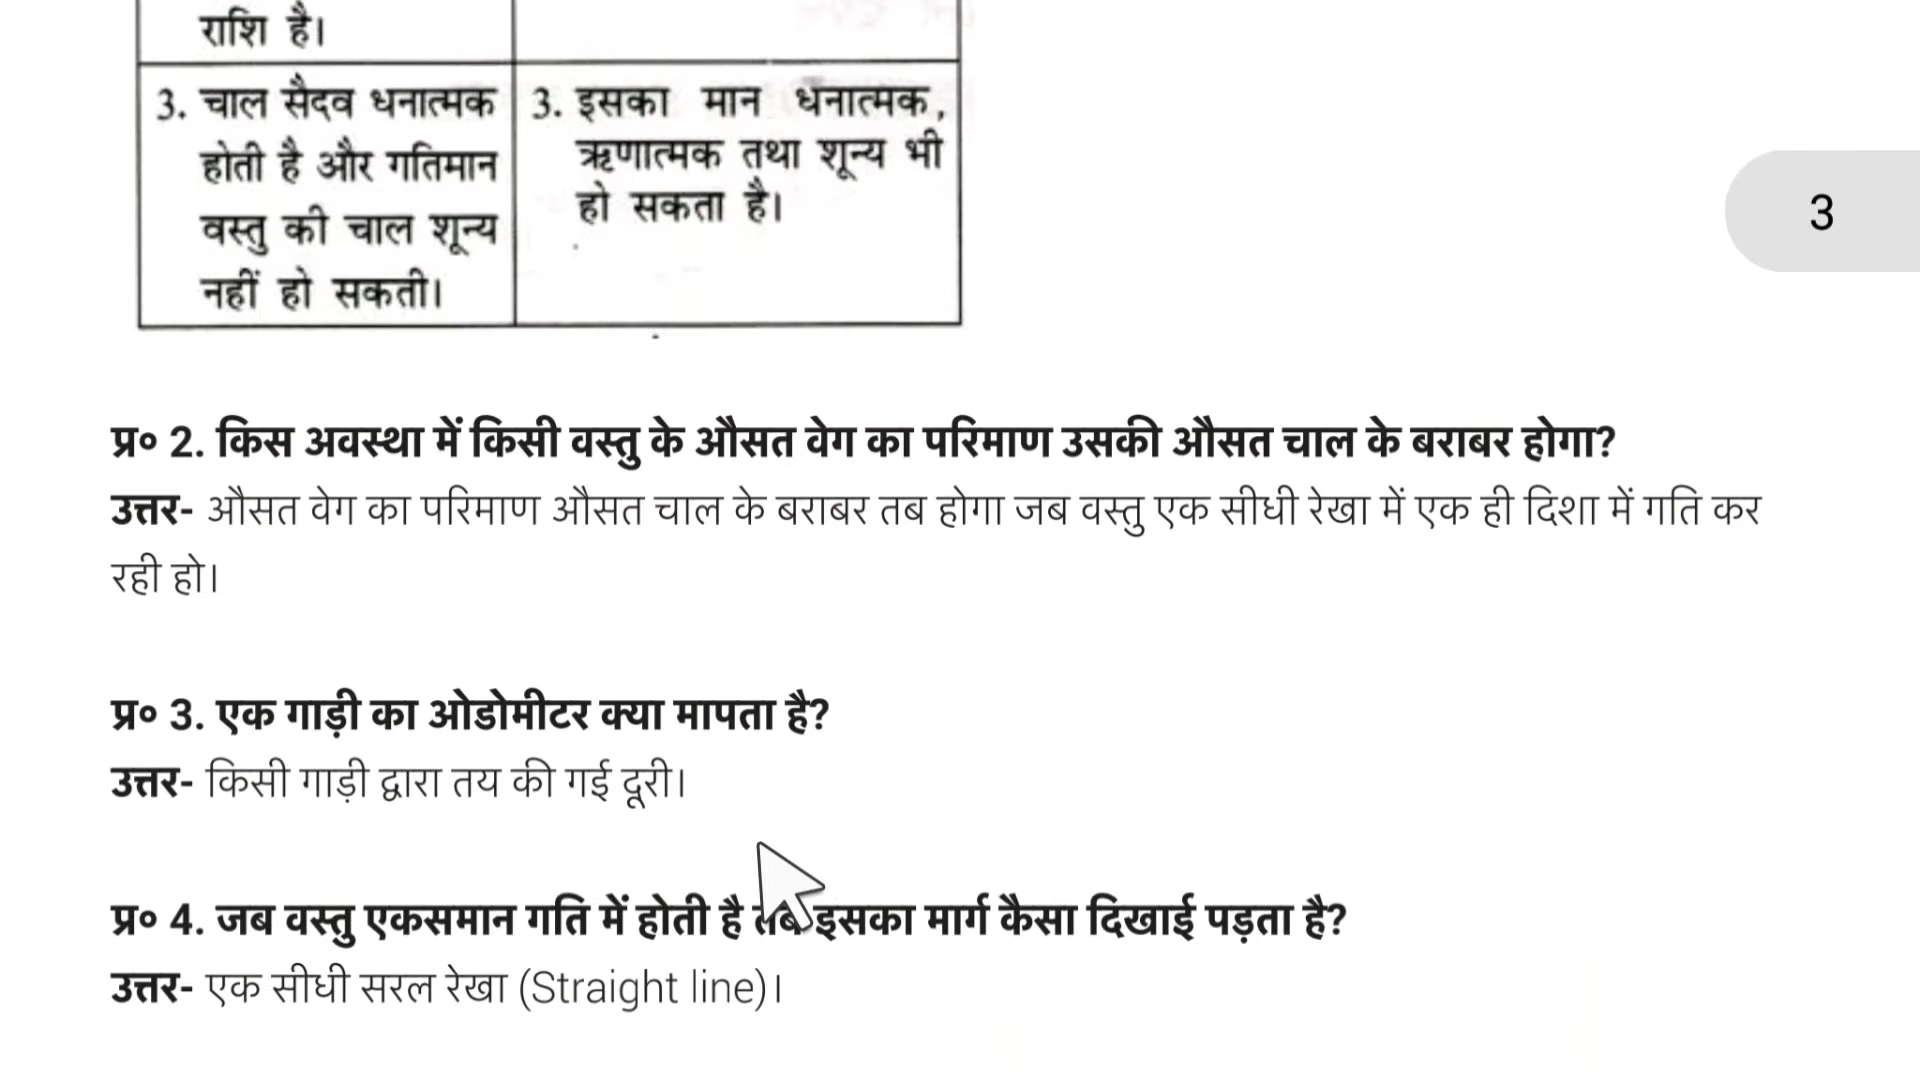 राशि है।
3. चाल सैदव धनात्मक
होती है और गतिमान
वस्तु की चाल शून्य
नहीं हो सकती।
3. इसका मान धनात्मक,
ऋणात्मक तथा शून्य भी
हो सकता है।
3
प्र० 2. किस अवस्था में किसी वस्तु के औसत वेग का परिमाण उसकी औसत चाल के बराबर होगा?
उत्तर- औसत वेग का परिमाण औसत चाल के बराबर तब होगा जब वस्तु एक सीधी रेखा में एक ही दिशा में गति कर
रही हो।
प्र० 3. एक गाड़ी का ओडोमीटर क्या मापता है?
उत्तर- किसी गाड़ी द्वारा तय की गई दूरी।
प्र० 4. जब वस्तु एकसमान गति में होती है तब इसका मार्ग कैसा दिखाई पड़ता है?
उत्तर- एक सीधी सरल रेखा (Straight line)।